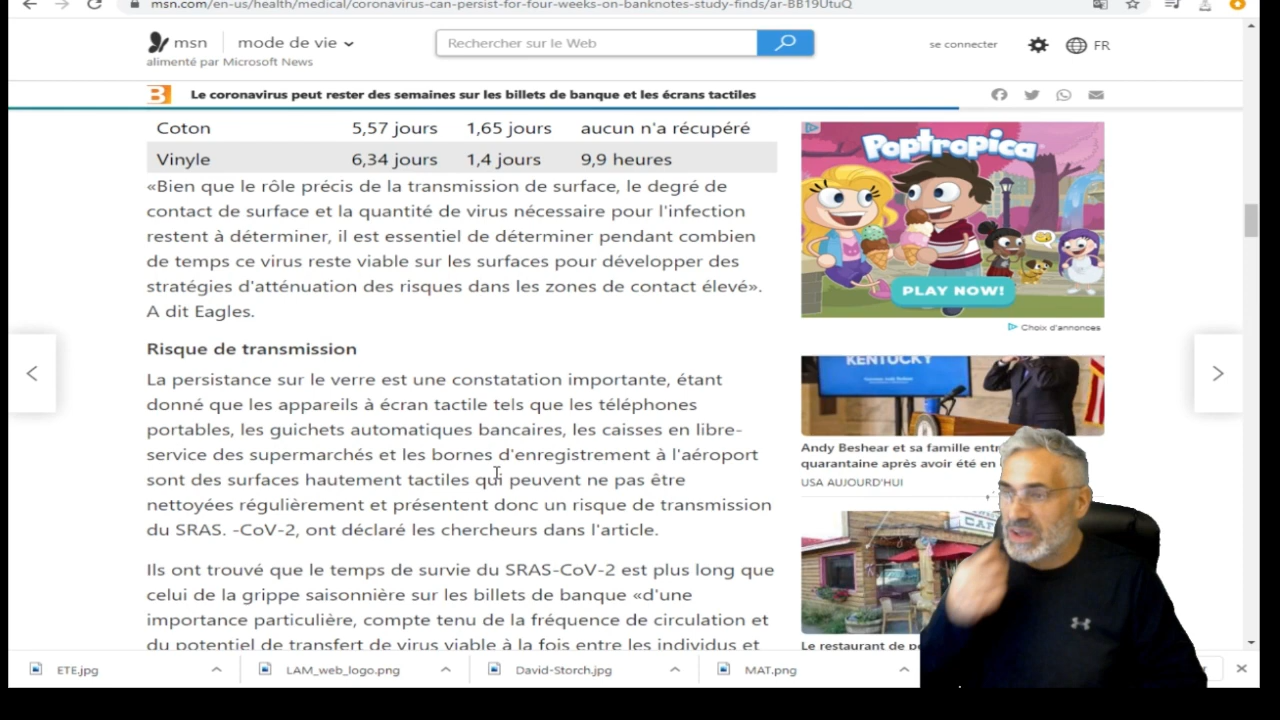 msn.com/en-us/health/medical/coronavirus-can-persist-for-four-weeks-on-banknotes-study-finds/ar-BB19UtuQ
msn mode de vie Rechercher sur le Web se connecter FR
alimenté par Microsoft News
B Le coronavirus peut rester des semaines sur les billets de banque et les écrans tactiles
Coton 5,57 jours 1,65 jours aucun n'a récupéré
Vinyle 6,34 jours 1,4 jours 9,9 heures
«Bien que le rôle précis de la transmission de surface, le degré de
contact de surface et la quantité de virus nécessaire pour l'infection
restent à déterminer, il est essentiel de déterminer pendant combien
de temps ce virus reste viable sur les surfaces pour développer des
stratégies d'atténuation des risques dans les zones de contact élevé».
A dit Eagles.
Risque de transmission
La persistance sur le verre est une constatation importante, étant
donné que les appareils à écran tactile tels que les téléphones
portables, les guichets automatiques bancaires, les caisses en libre-
service des supermarchés et les bornes d'enregistrement à l'aéroport
sont des surfaces hautement tactiles qui peuvent ne pas être
nettoyées régulièrement et présentent donc un risque de transmission
du SRAS. -CoV-2, ont déclaré les chercheurs dans l'article.
Ils ont trouvé que le temps de survie du SRAS-CoV-2 est plus long que
celui de la grippe saisonnière sur les billets de banque «d'une
importance particulière, compte tenu de la fréquence de circulation et
du potentiel de transfert de virus viable à la fois entre les individus et
Poptropica
PLAY NOW!
Choix d'annonces
KENTUCKY
Andy Beshear et sa famille
quarantaine après avoir été en
USA AUJOURD'HUI
Le restaurant de
ETE.jpg LAM_web_logo.png David-Storch.jpg MAT.png